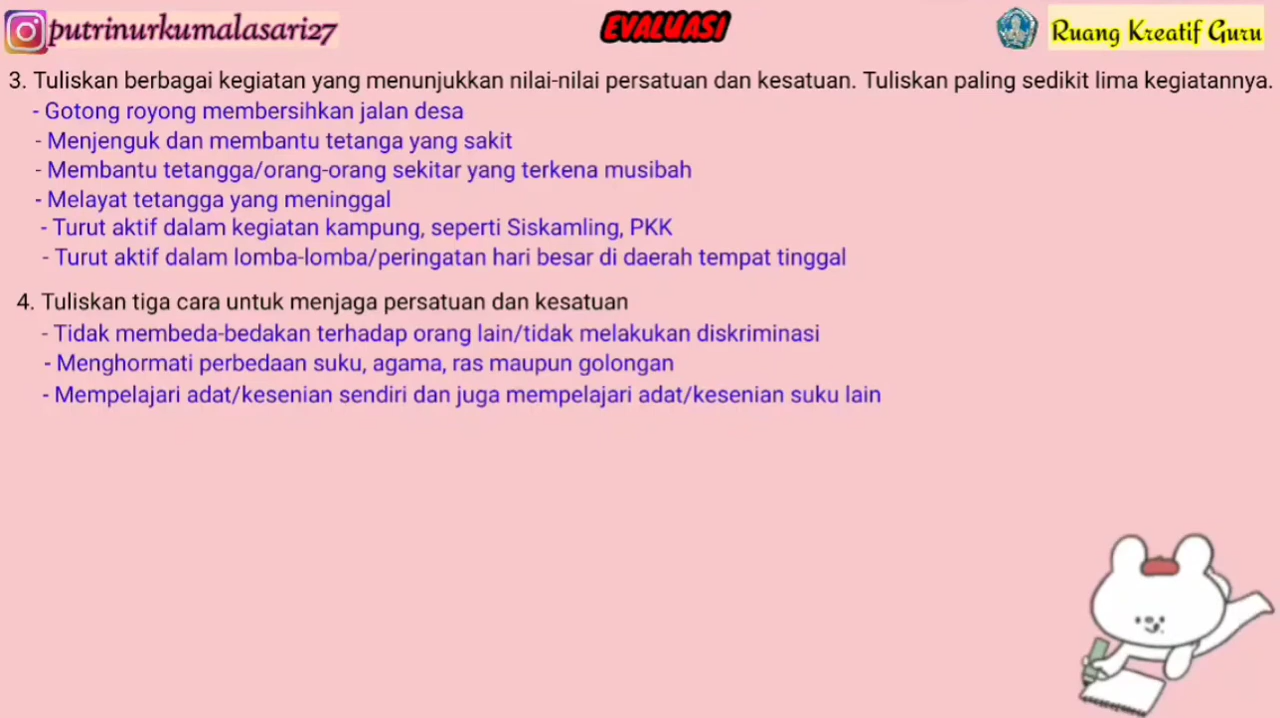 putrinurkumalasari27
EVALUASI
Ruang Kreatif Guru
3. Tuliskan berbagai kegiatan yang menunjukkan nilai-nilai persatuan dan kesatuan. Tuliskan paling sedikit lima kegiatannya.
- Gotong royong membersihkan jalan desa
- Menjenguk dan membantu tetanga yang sakit
- Membantu tetangga/orang-orang sekitar yang terkena musibah
- Melayat tetangga yang meninggal
- Turut aktif dalam kegiatan kampung, seperti Siskamling, PKK
- Turut aktif dalam lomba-lomba/peringatan hari besar di daerah tempat tinggal
4. Tuliskan tiga cara untuk menjaga persatuan dan kesatuan
- Tidak membeda-bedakan terhadap orang lain/tidak melakukan diskriminasi
- Menghormati perbedaan suku, agama, ras maupun golongan
- Mempelajari adat/kesenian sendiri dan juga mempelajari adat/kesenian suku lain